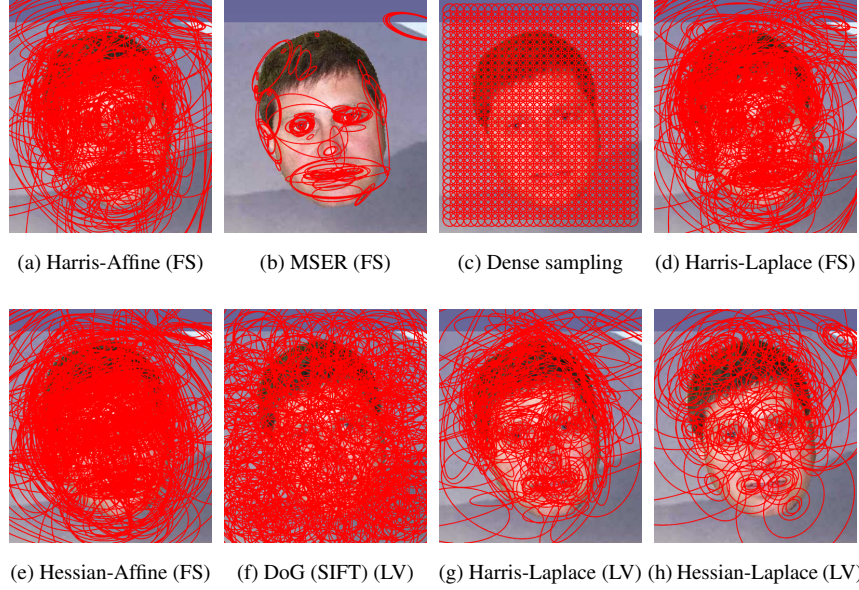 (a) Harris-Affine (FS) (b) MSER (FS) (c) Dense sampling (d) Harris-Laplace (FS)
(e) Hessian-Affine (FS) (f) DoG (SIFT) (LV) (g) Harris-Laplace (LV) (h) Hessian-Laplace (LV)